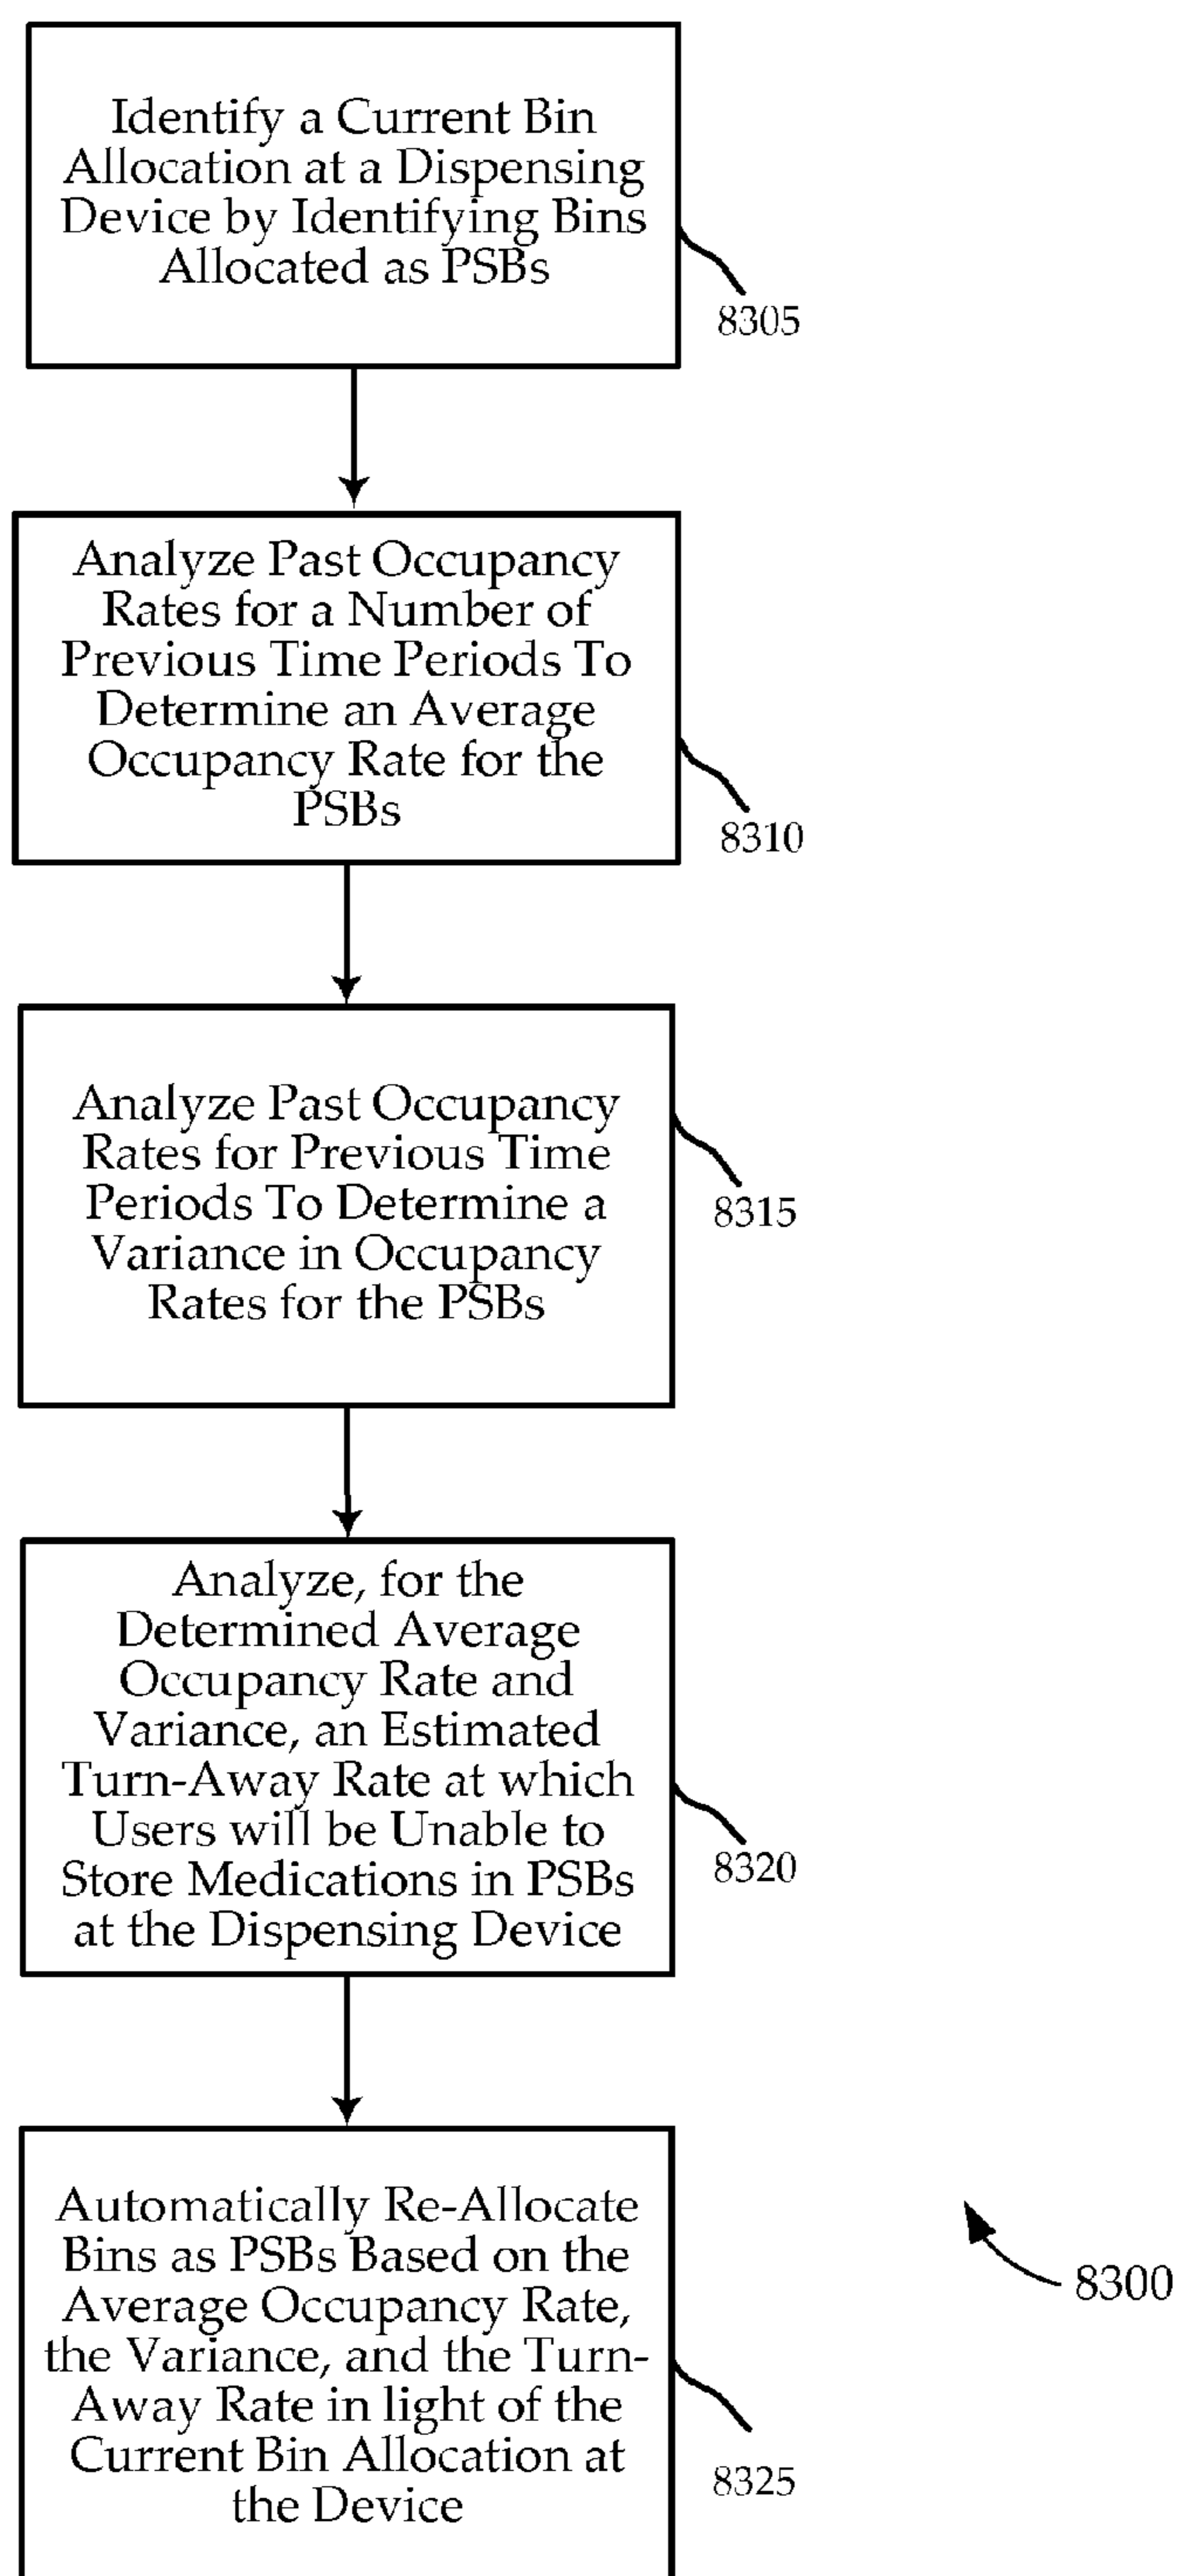 Identify a Current Bin
Allocation at a Dispensing
Device by Identifying Bins
Allocated as PSBs
8305
Analyze Past Occupancy
Rates for a Number of
Previous Time Periods To
Determine an Average
Occupancy Rate for the
PSBs
8310
Analyze Past Occupancy
Rates for Previous Time
Periods To Determine a
Variance in Occupancy
Rates for the PSBs
8315
Analyze, for the
Determined Average
Occupancy Rate and
Variance, an Estimated
Turn-Away Rate at which
Users will be Unable to
Store Medications in PSBs
at the Dispensing Device
8320
Automatically Re-Allocate
Bins as PSBs Based on the
Average Occupancy Rate,
the Variance, and the Turn-
Away Rate in light of the
Current Bin Allocation at
the Device
8325
8300